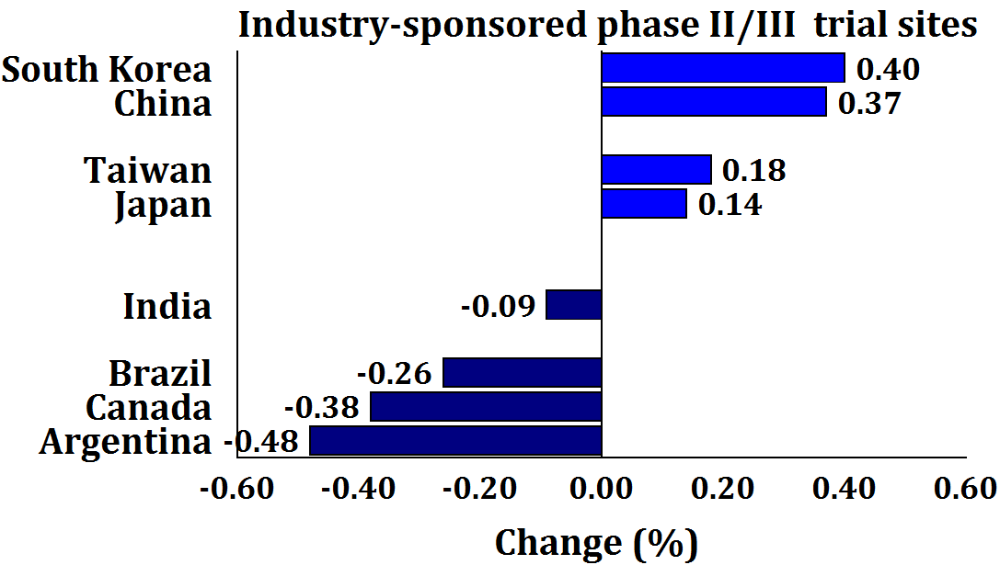 Industry-sponsored phase II/III trial sites
South Korea 0.40
China 0.37
Taiwan 0.18
Japan 0.14
India -0.09
Brazil -0.26
Canada -0.38
Argentina -0.48
-0.60 -0.40 -0.20 0.00 0.20 0.40 0.60
Change (%)